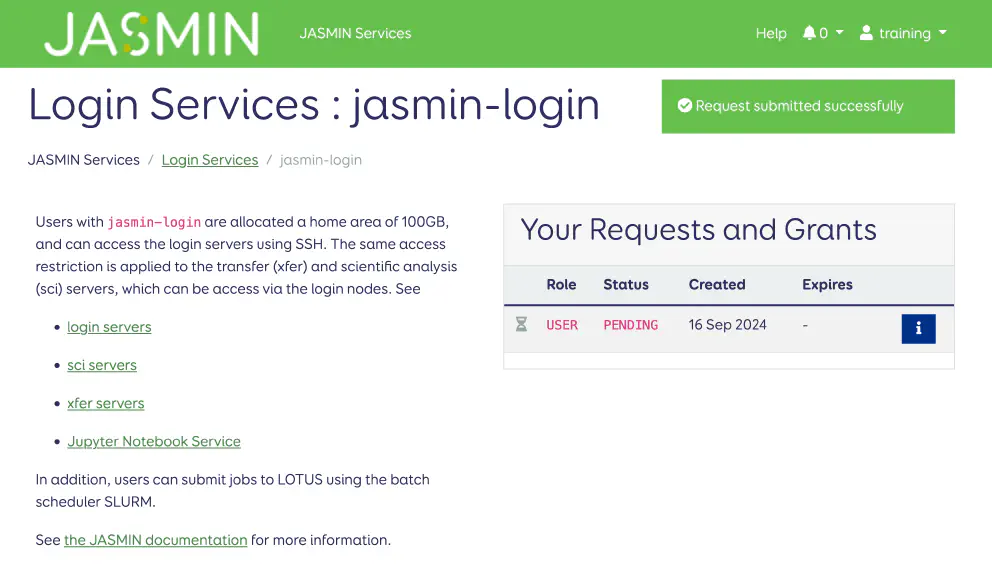 JASMIN JASMIN Services Help 0 training
Login Services : jasmin-login
Request submitted successfully
JASMIN Services / Login Services / jasmin-login
Users with jasmin-login are allocated a home area of 100GB,
and can access the login servers using SSH. The same access
restriction is applied to the transfer (xfer) and scientific analysis
(sci) servers, which can be access via the login nodes. See
• login servers
• sci servers
• xfer servers
• Jupyter Notebook Service
In addition, users can submit jobs to LOTUS using the batch
scheduler SLURM.
See the JASMIN documentation for more information.
Your Requests and Grants
Role Status Created Expires
USER PENDING 16 Sep 2024 - i